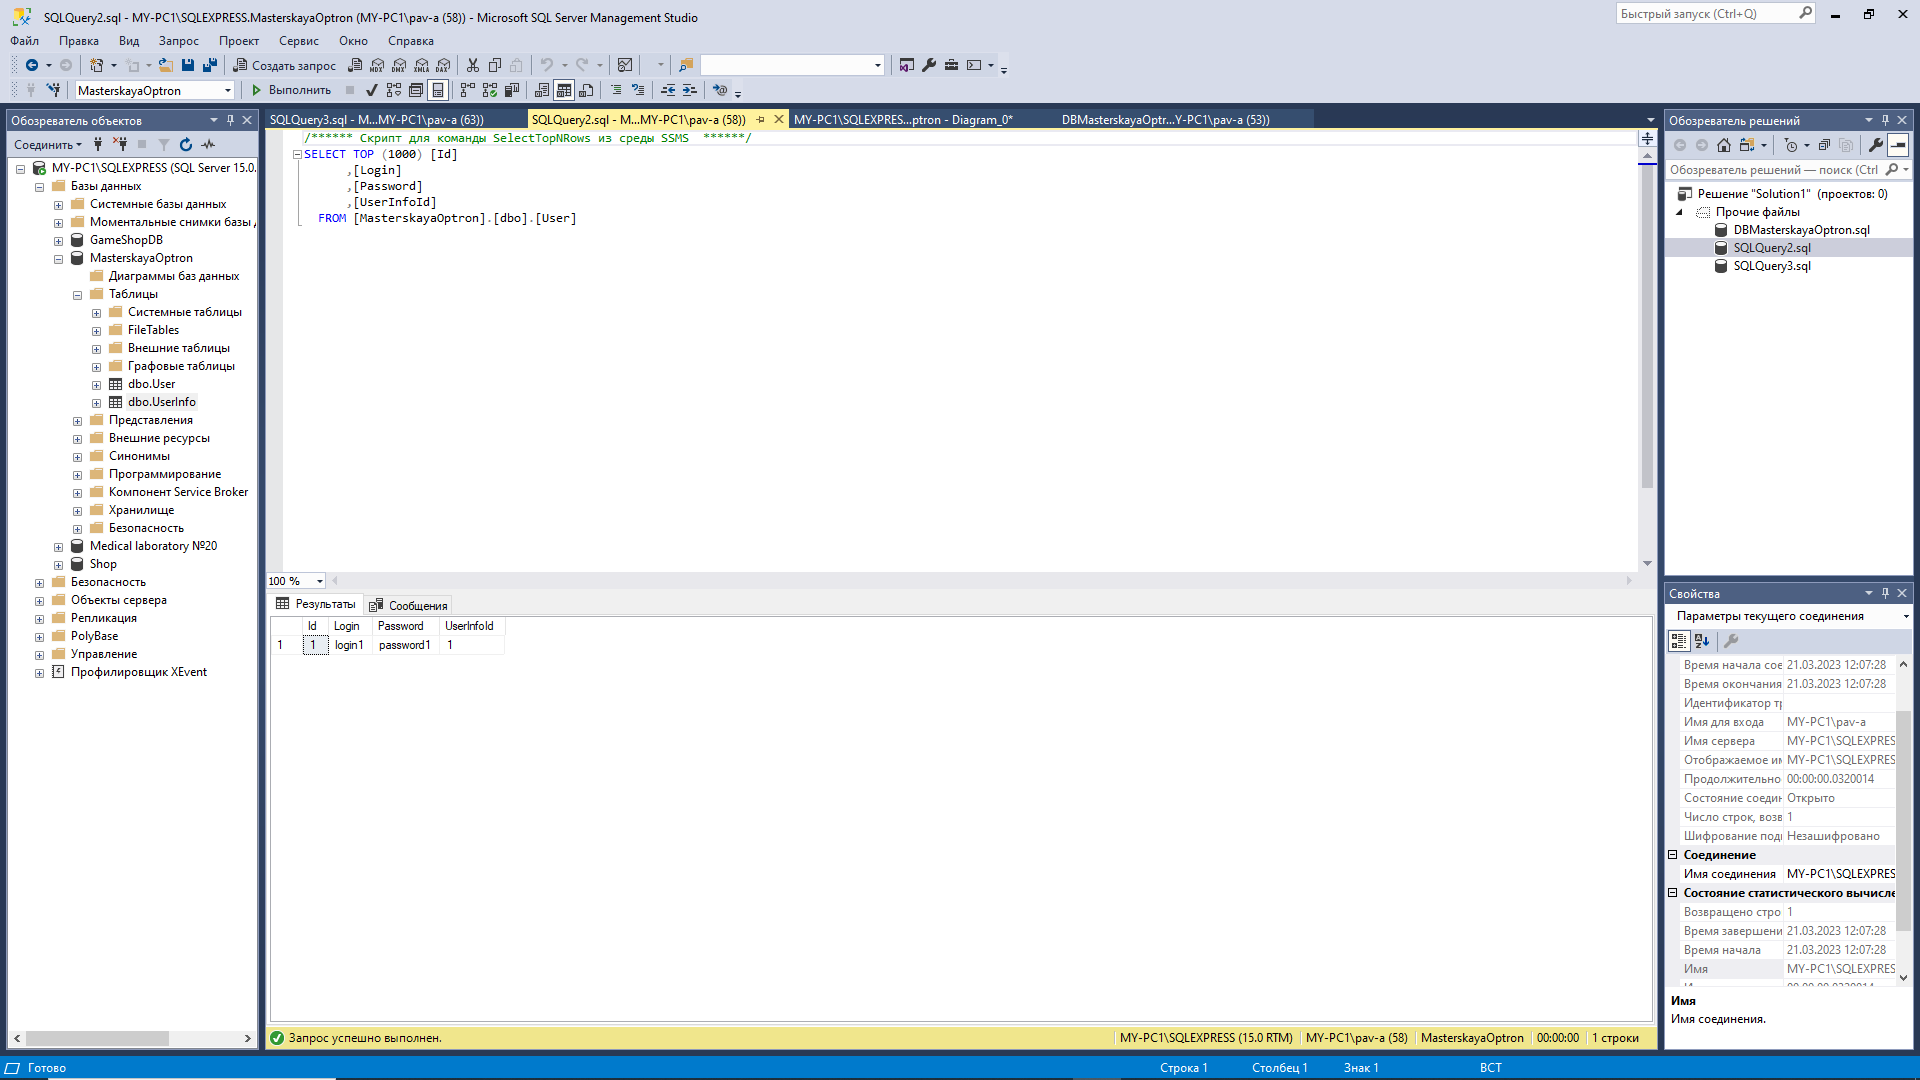 SQLQuery2.sql - MY-PC1\SQLEXPRESS.MasterskayaOptron (MY-PC1\pav-a (58)) - Microsoft SQL Server Management Studio
Быстрый запуск (Ctrl+Q)
Файл Правка Вид Запрос Проект Сервис Окно Справка
Создать запрос MDX DMX XMLA DAX
MasterskayaOptron Выполнить
Обозреватель объектов
Соединить
MY-PC1\SQLEXPRESS (SQL Server 15.0.
Базы данных
Системные базы данных
Моментальные снимки базы
GameShopDB
MasterskayaOptron
Диаграммы баз данных
Таблицы
Системные таблицы
FileTables
Внешние таблицы
Графовые таблицы
dbo.User
dbo.UserInfo
Представления
Внешние ресурсы
Синонимы
Программирование
Компонент Service Broker
Хранилище
Безопасность
Medical laboratory №20
Shop
Безопасность
Объекты сервера
Репликация
PolyBase
Управление
Профилировщик XEvent
SQLQuery3.sql - M...MY-PC1\pav-a (63)) SQLQuery2.sql - M...MY-PC1\pav-a (58)) MY-PC1\SQLEXPRES...ptron - Diagram_0* DBMasterskayaOptr...Y-PC1\pav-a (53))
/****** Скрипт для команды SelectTopNRows из среды SSMS  ******/
SELECT TOP (1000) [Id]
,[Login]
,[Password]
,[UserInfoId]
FROM [MasterskayaOptron].[dbo].[User]
100 %
Результаты Сообщения
Id Login Password UserInfoId
1 1 login1 password1 1
Запрос успешно выполнен. MY-PC1\SQLEXPRESS (15.0 RTM) MY-PC1\pav-a (58) MasterskayaOptron 00:00:00 1 строки
Обозреватель решений
Обозреватель решений — поиск (Ctrl
Решение "Solution1" (проектов: 0)
Прочие файлы
DBMasterskayaOptron.sql
SQLQuery2.sql
SQLQuery3.sql
Свойства
Параметры текущего соединения
Время начала сое 21.03.2023 12:07:28
Время окончания 21.03.2023 12:07:28
Идентификатор
Имя для входа MY-PC1\pav-a
Имя сервера MY-PC1\SQLEXPRES
Отображаемое MY-PC1\SQLEXPRES
Продолжительно 00:00:00.0320014
Состояние соеди Открыто
Число строк, возв 1
Шифрование под Незашифровано
Соединение
Имя соединения MY-PC1\SQLEXPRES
Состояние статистического вычисле
Возвращено стро 1
Время завершени 21.03.2023 12:07:28
Время начала 21.03.2023 12:07:28
Имя MY-PC1\SQLEXPRES
Имя
Имя соединения.
Готово Строка 1 Столбец 1 Знак 1 ВСТ